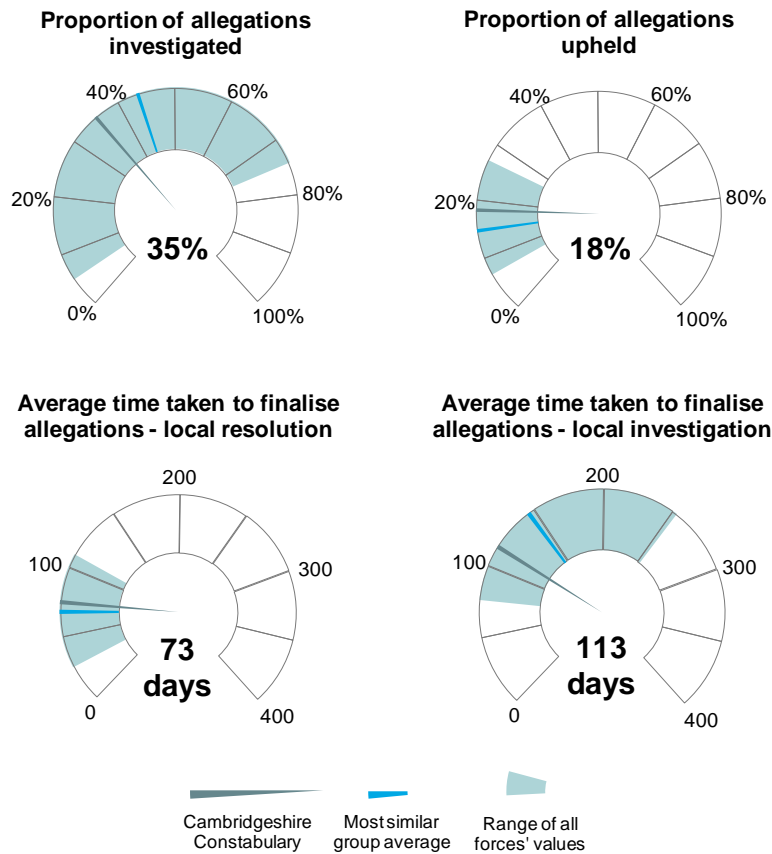 Proportion of allegations
investigated
40%
60%
20%
80%
35%
0%
100%
Proportion of allegations
upheld
40%
60%
20%
80%
18%
0%
100%
Average time taken to finalise
allegations - local resolution
200
100
300
73
days
0
400
Average time taken to finalise
allegations - local investigation
200
100
300
113
days
0
400
Cambridgeshire
Constabulary
Most similar
group average
Range of all
forces' values